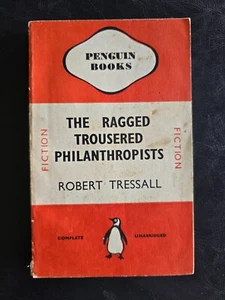 PENGUIN
BOOKS
THE RAGGED
TROUSERED
PHILANTHROPISTS
FICTION
FICTION
ROBERT TRESSALL
COMPLETE
UNABRIDGED